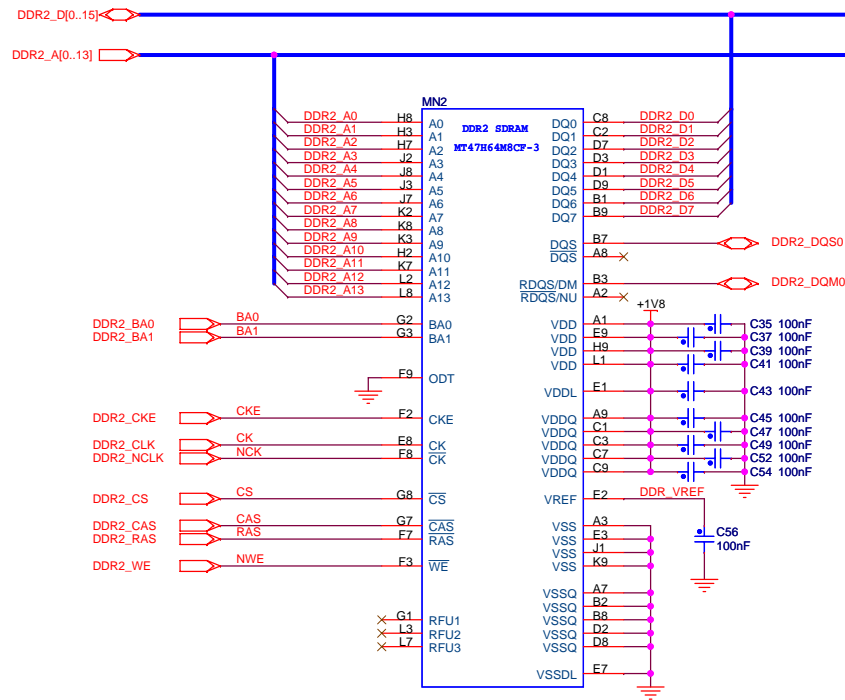 DDR2_D[0..15]
DDR2_A[0..13]
MN2
DDR2 SDRAM
MT47H64M8CF-3
DDR2_A0 H8 A0 DQ0 C8 DDR2_D0
DDR2_A1 H3 A1 DQ1 C2 DDR2_D1
DDR2_A2 H7 A2 DQ2 D7 DDR2_D2
DDR2_A3 J2 A3 DQ3 D3 DDR2_D3
DDR2_A4 J8 A4 DQ4 D1 DDR2_D4
DDR2_A5 J3 A5 DQ5 D9 DDR2_D5
DDR2_A6 J7 A6 DQ6 B1 DDR2_D6
DDR2_A7 K2 A7 DQ7 B9 DDR2_D7
DDR2_A8 K8 A8
DDR2_A9 K3 A9 DQS B7 DDR2_DQS0
DDR2_A10 H2 A10 DQS A8
DDR2_A11 K7 A11
DDR2_A12 L2 A12 RDQS/DM B3 DDR2_DQM0
DDR2_A13 L8 A13 RDQS/NU A2
+1V8
DDR2_BA0 BA0 G2 BA0 VDD A1 C35 100nF
DDR2_BA1 BA1 G3 BA1 VDD E9 C37 100nF
VDD H9 C39 100nF
VDD L1 C41 100nF
F9 ODT
VDDL E1 C43 100nF
DDR2_CKE CKE F2 CKE VDDQ A9 C45 100nF
VDDQ C1 C47 100nF
DDR2_CLK CK E8 CK VDDQ C3 C49 100nF
DDR2_NCLK NCK F8 CK VDDQ C7 C52 100nF
VDDQ C9 C54 100nF
DDR2_CS CS G8 CS VREF E2 DDR_VREF
DDR2_CAS CAS G7 CAS VSS A3
DDR2_RAS RAS F7 RAS VSS E3
C56
100nF
VSS J1
DDR2_WE NWE F3 WE VSS K9
VSSQ A7
VSSQ B2
G1 RFU1 VSSQ B8
L3 RFU2 VSSQ D2
L7 RFU3 VSSQ D8
VSSDL E7